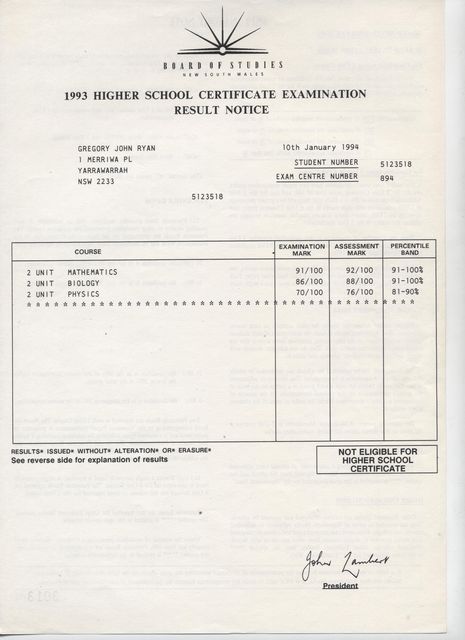 BOARD OF STUDIES
NEW SOUTH WALES
1993 HIGHER SCHOOL CERTIFICATE EXAMINATION
RESULT NOTICE
GREGORY JOHN RYAN
1 MERRIWA PL
YARRAWARRAH
NSW 2233
5123518
10th January 1994
STUDENT NUMBER 5123518
EXAM CENTRE NUMBER 894
COURSE EXAMINATION MARK ASSESSMENT MARK PERCENTILE BAND
2 UNIT MATHEMATICS 91/100 92/100 91-100%
2 UNIT BIOLOGY 86/100 88/100 91-100%
2 UNIT PHYSICS 70/100 76/100 81-90%
* * * * * * * * * * * * * * * * * * * * * * * * * * * * * * * * * * * * * * *
RESULTS* ISSUED* WITHOUT* ALTERATION* OR* ERASURE*
See reverse side for explanation of results
NOT ELIGIBLE FOR
HIGHER SCHOOL
CERTIFICATE
John Lambert
President